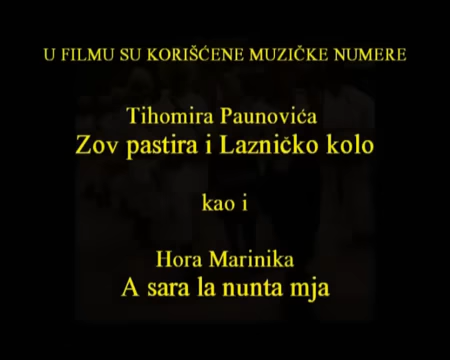 U FILMU SU KORIŠĆENE MUZIČKE NUMERE
Tihomira Paunovića
Zov pastira i Lazničko kolo
kao i
Hora Marinika
A sara la nunta mja